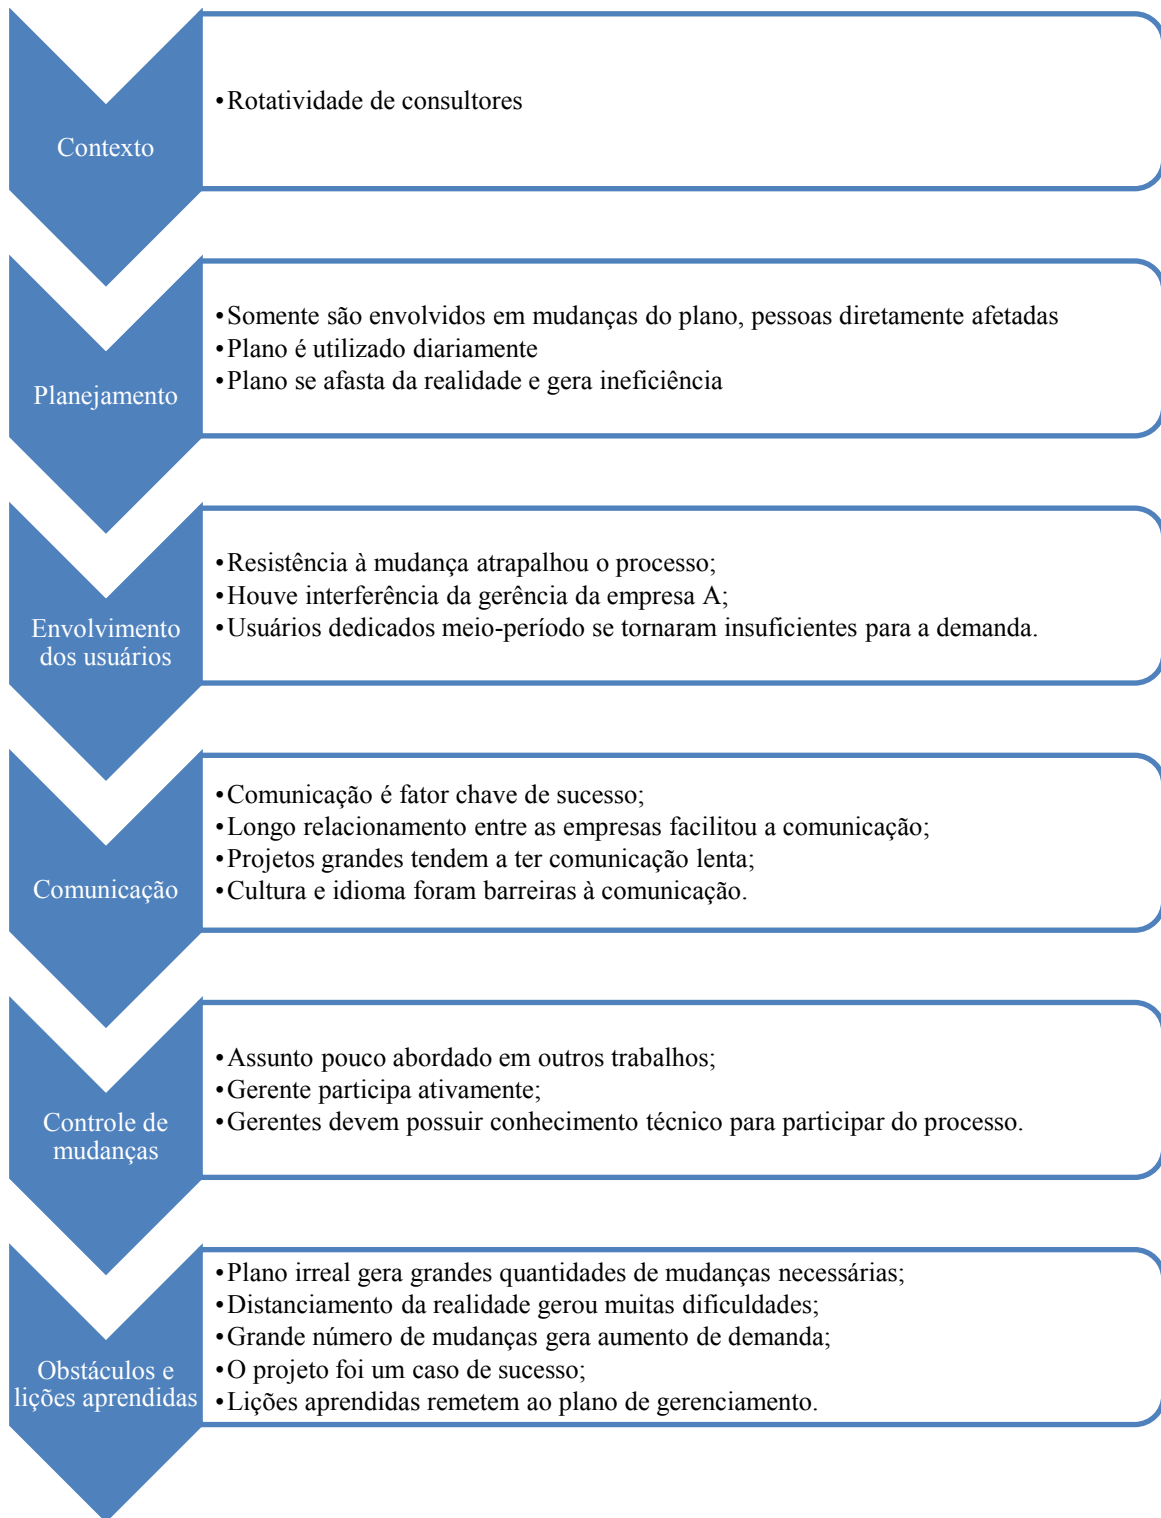 Contexto
•Rotatividade de consultores
Planejamento
•Somente são envolvidos em mudanças do plano, pessoas diretamente afetadas
•Plano é utilizado diariamente
•Plano se afasta da realidade e gera ineficiência
Envolvimento
dos usuários
•Resistência à mudança atrapalhou o processo;
•Houve interferência da gerência da empresa A;
•Usuários dedicados meio-período se tornaram insuficientes para a demanda.
Comunicação
•Comunicação é fator chave de sucesso;
•Longo relacionamento entre as empresas facilitou a comunicação;
•Projetos grandes tendem a ter comunicação lenta;
•Cultura e idioma foram barreiras à comunicação.
Controle de
mudanças
•Assunto pouco abordado em outros trabalhos;
•Gerente participa ativamente;
•Gerentes devem possuir conhecimento técnico para participar do processo.
Obstáculos e
lições aprendidas
•Plano irreal gera grandes quantidades de mudanças necessárias;
•Distanciamento da realidade gerou muitas dificuldades;
•Grande número de mudanças gera aumento de demanda;
•O projeto foi um caso de sucesso;
•Lições aprendidas remetem ao plano de gerenciamento.